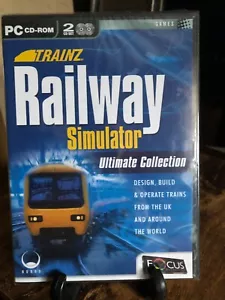 PC CD-ROM 2
GAMES
TRAINZ
Railway
Simulator
Ultimate Collection
DESIGN, BUILD
& OPERATE TRAINS
FROM THE UK
AND AROUND
THE WORLD
FOCUS